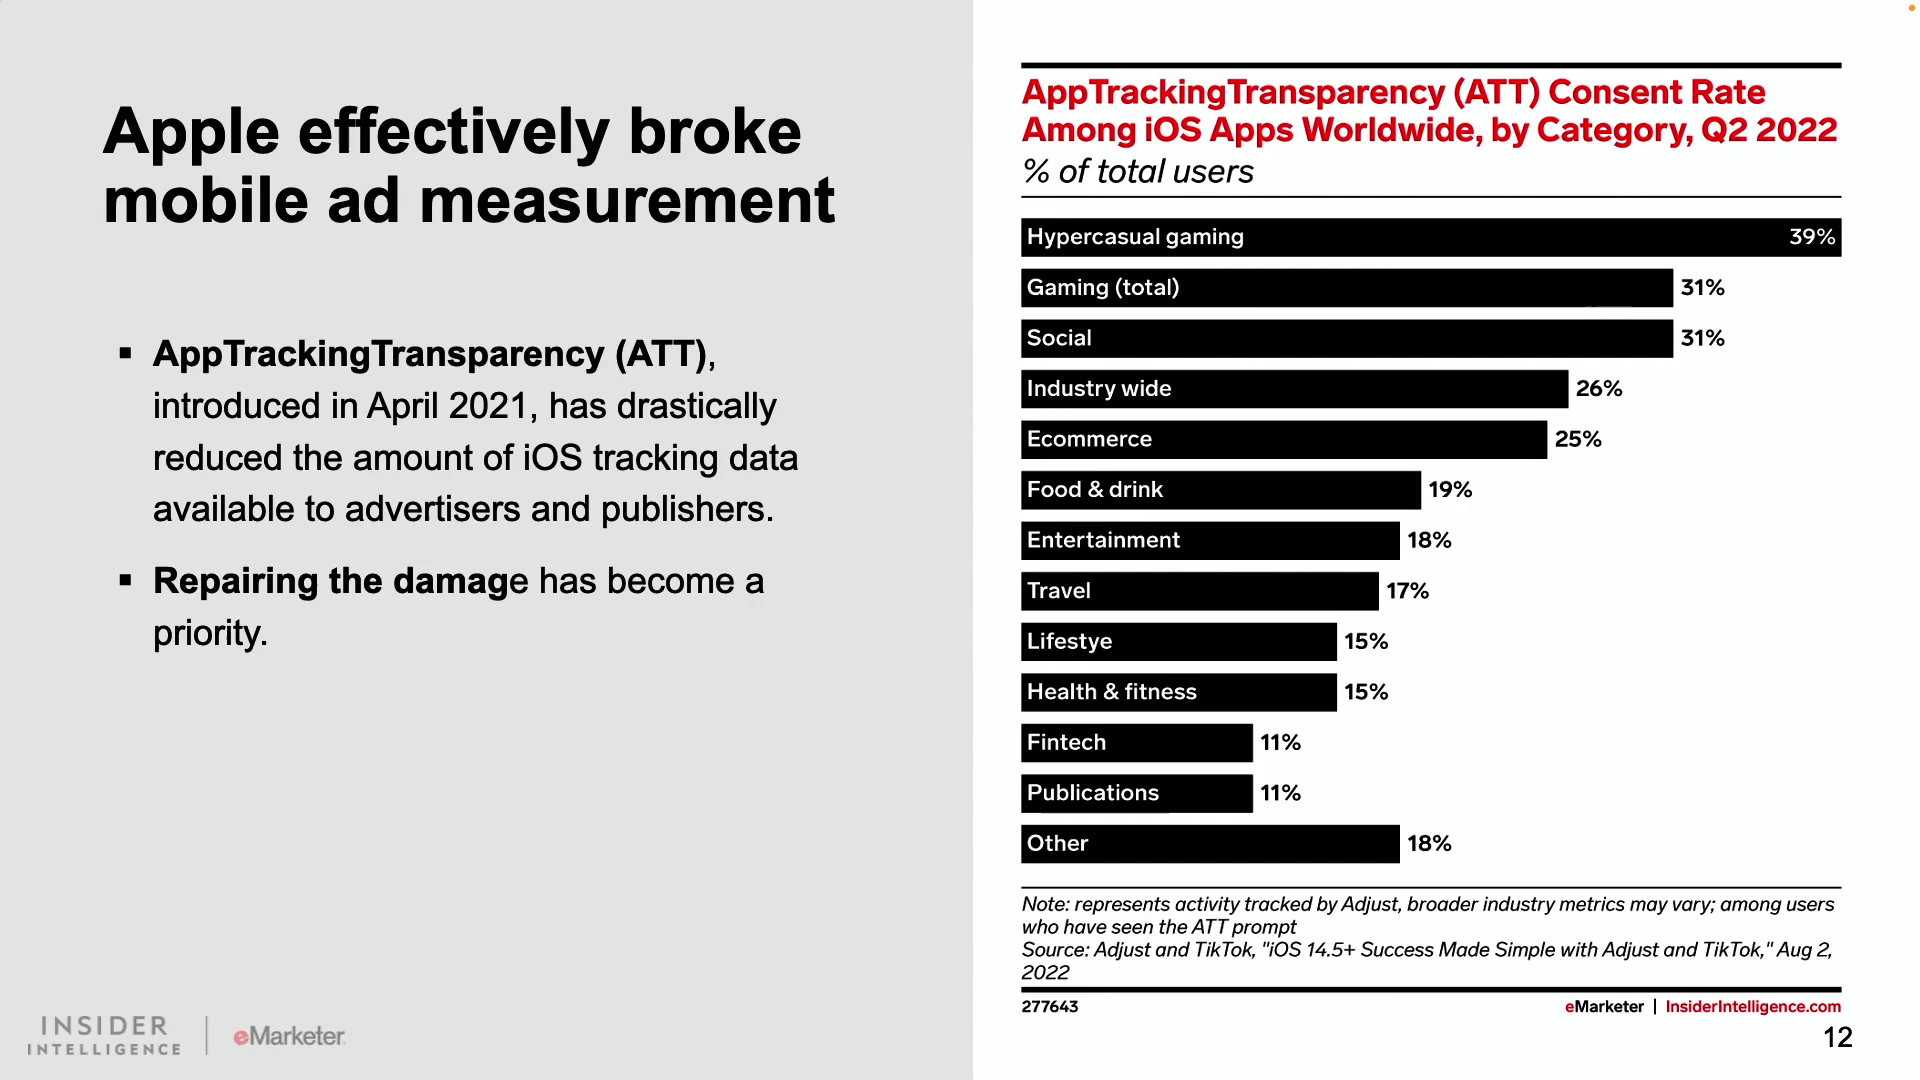 Apple effectively broke
mobile ad measurement
▪ AppTrackingTransparency (ATT),
introduced in April 2021, has drastically
reduced the amount of iOS tracking data
available to advertisers and publishers.
▪ Repairing the damage has become a
priority.
INSIDER
INTELLIGENCE
eMarketer
AppTrackingTransparency (ATT) Consent Rate
Among iOS Apps Worldwide, by Category, Q2 2022
% of total users
Hypercasual gaming 39%
Gaming (total) 31%
Social 31%
Industry wide 26%
Ecommerce 25%
Food & drink 19%
Entertainment 18%
Travel 17%
Lifestye 15%
Health & fitness 15%
Fintech 11%
Publications 11%
Other 18%
Note: represents activity tracked by Adjust, broader industry metrics may vary; among users
who have seen the ATT prompt
Source: Adjust and TikTok, "iOS 14.5+ Success Made Simple with Adjust and TikTok," Aug 2,
2022
277643 eMarketer | InsiderIntelligence.com
12